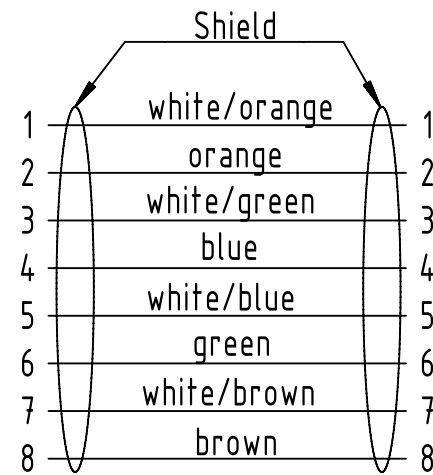 Shield
1 white/orange 1
2 orange 2
3 white/green 3
4 blue 4
5 white/blue 5
6 green 6
7 white/brown 7
8 brown 8